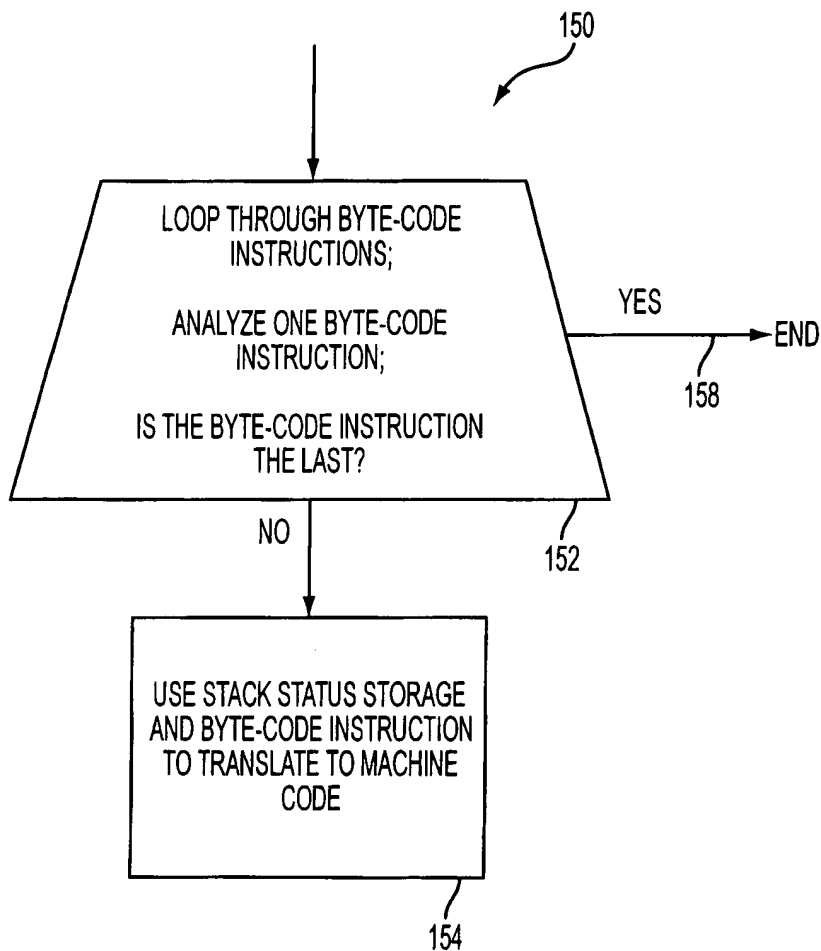 150
LOOP THROUGH BYTE-CODE
INSTRUCTIONS;
ANALYZE ONE BYTE-CODE
INSTRUCTION;
IS THE BYTE-CODE INSTRUCTION
THE LAST?
YES
END
158
NO
152
USE STACK STATUS STORAGE
AND BYTE-CODE INSTRUCTION
TO TRANSLATE TO MACHINE
CODE
154